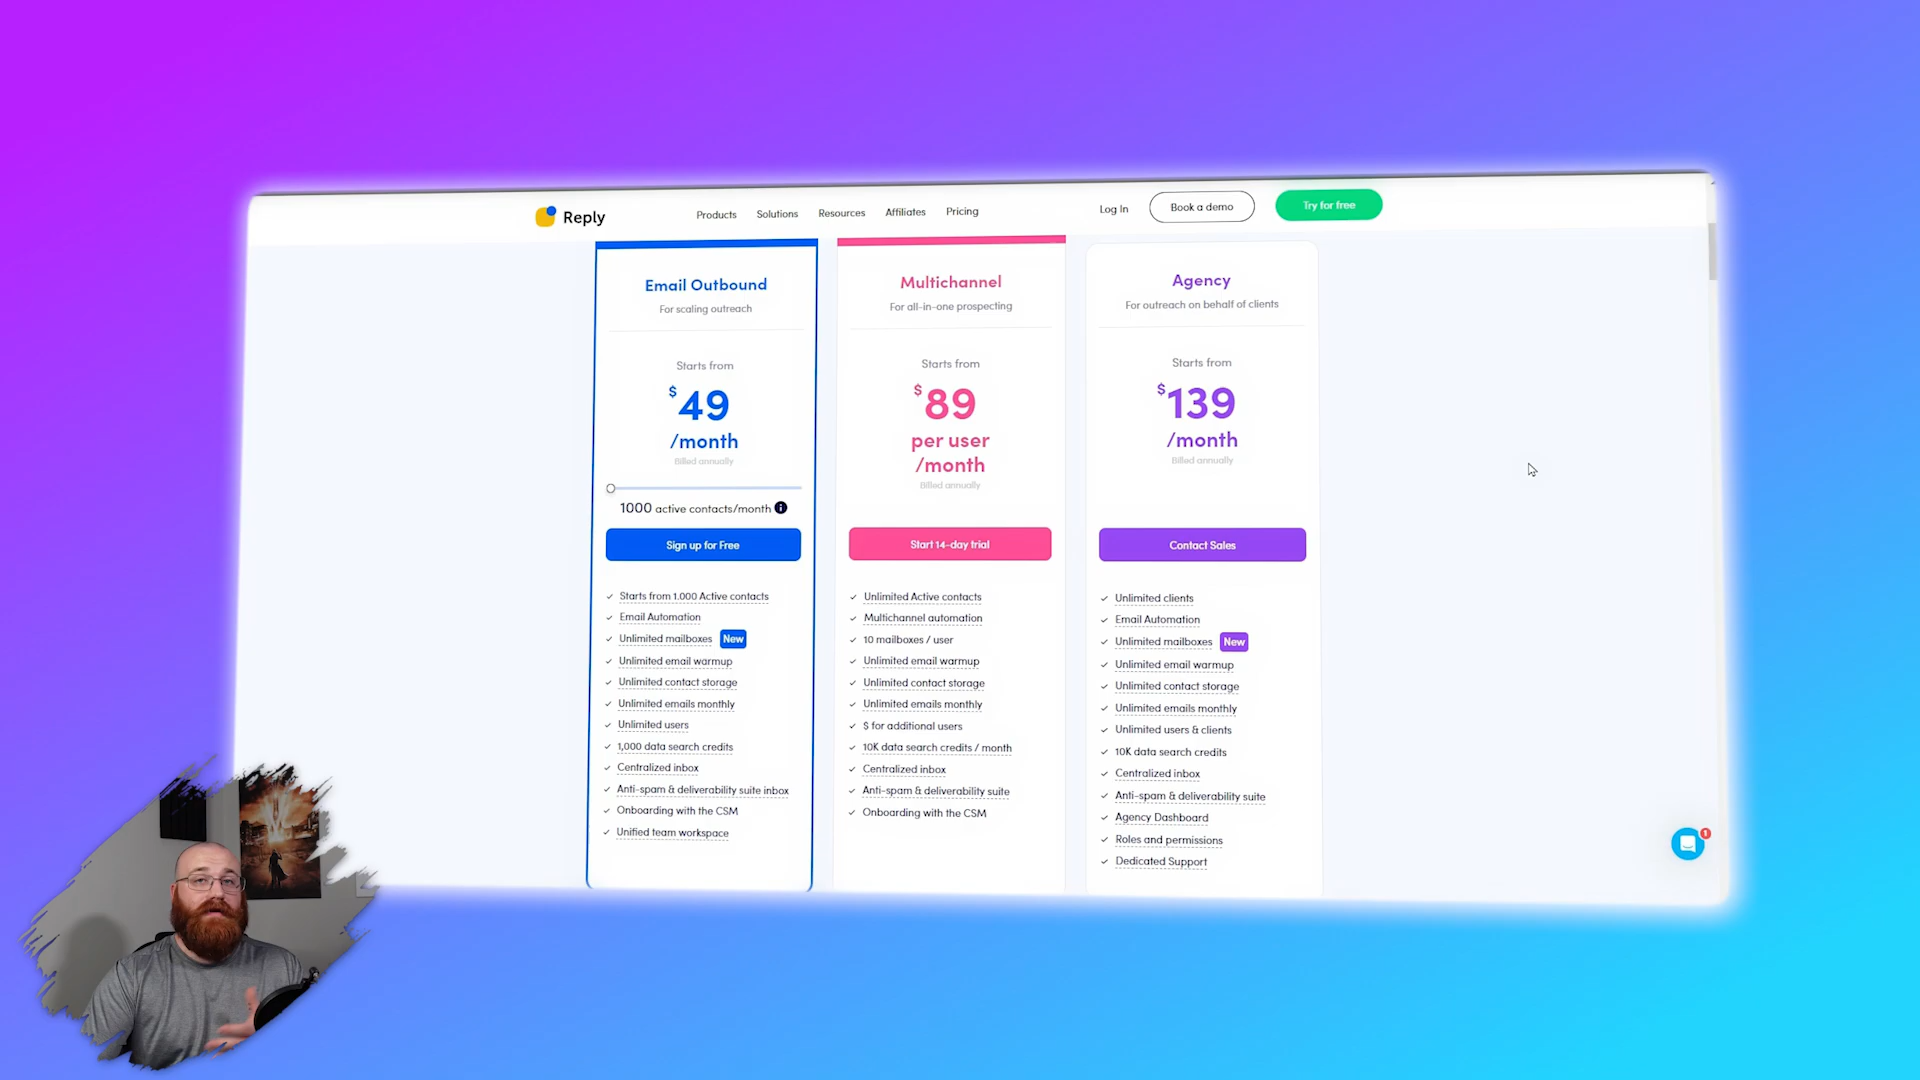 Reply
Products
Solutions
Resources
Affiliates
Pricing
Log In
Book a demo
Try for free
Email Outbound
For scaling outreach
Starts from
$49
/month
Billed annually
1000 active contacts/month
Sign up for Free
Starts from 1.000 Active contacts
Email Automation
Unlimited mailboxes New
Unlimited email warmup
Unlimited contact storage
Unlimited emails monthly
Unlimited users
1,000 data search credits
Centralized inbox
Anti-spam & deliverability suite inbox
Onboarding with the CSM
Unified team workspace
Multichannel
For all-in-one prospecting
Starts from
$89
per user
/month
Billed annually
Start 14-day trial
Unlimited Active contacts
Multichannel automation
10 mailboxes / user
Unlimited email warmup
Unlimited contact storage
Unlimited emails monthly
$ for additional users
10K data search credits / month
Centralized inbox
Anti-spam & deliverability suite
Onboarding with the CSM
Agency
For outreach on behalf of clients
Starts from
$139
/month
Billed annually
Contact Sales
Unlimited clients
Email Automation
Unlimited mailboxes New
Unlimited email warmup
Unlimited contact storage
Unlimited emails monthly
Unlimited users & clients
10K data search credits
Centralized inbox
Anti-spam & deliverability suite
Agency Dashboard
Roles and permissions
Dedicated Support
1